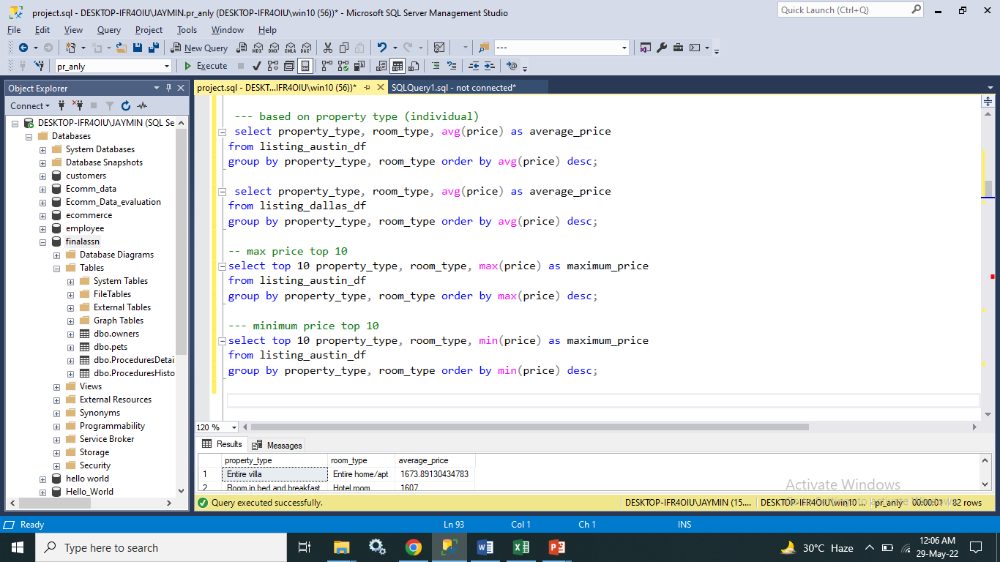 project.sql - DESKTOP-IFR4OIU\JAYMIN.pr_anly (DESKTOP-IFR4OIU\win10 (56))* - Microsoft SQL Server Management Studio
Quick Launch (Ctrl+Q)
File Edit View Query Project Tools Window Help
New Query MDX DMX XMLA DAX ---
pr_anly Execute
Object Explorer
project.sql - DESKT...IFR4OIU\win10 (56))*
SQLQuery1.sql - not connected*
Connect
DESKTOP-IFR4OIU\JAYMIN (SQL Se
Databases
System Databases
Database Snapshots
customers
Ecomm_data
Ecomm_Data_evaluation
ecommerce
employee
finalassn
Database Diagrams
Tables
System Tables
FileTables
External Tables
Graph Tables
dbo.owners
dbo.pets
dbo.ProceduresDetai
dbo.ProceduresHisto
Views
External Resources
Synonyms
Programmability
Service Broker
Storage
Security
hello world
Hello_World
--- based on property type (individual)
select property_type, room_type, avg(price) as average_price
from listing_austin_df
group by property_type, room_type order by avg(price) desc;
select property_type, room_type, avg(price) as average_price
from listing_dallas_df
group by property_type, room_type order by avg(price) desc;
-- max price top 10
select top 10 property_type, room_type, max(price) as maximum_price
from listing_austin_df
group by property_type, room_type order by max(price) desc;
--- minimum price top 10
select top 10 property_type, room_type, min(price) as maximum_price
from listing_austin_df
group by property_type, room_type order by min(price) desc;
120 %
Results Messages
property_type room_type average_price
1 Entire villa Entire home/apt 1673.89130434783
2 Room in bed and breakfast Hotel room 1607
Activate Windows
Go to Settings to activate Windows.
Query executed successfully.
DESKTOP-IFR4OIU\JAYMIN (15.... DESKTOP-IFR4OIU\win10 ... pr_anly 00:00:01 82 rows
Ready Ln 93 Col 1 Ch 1 INS
Type here to search
30°C Haze
12:06 AM
29-May-22